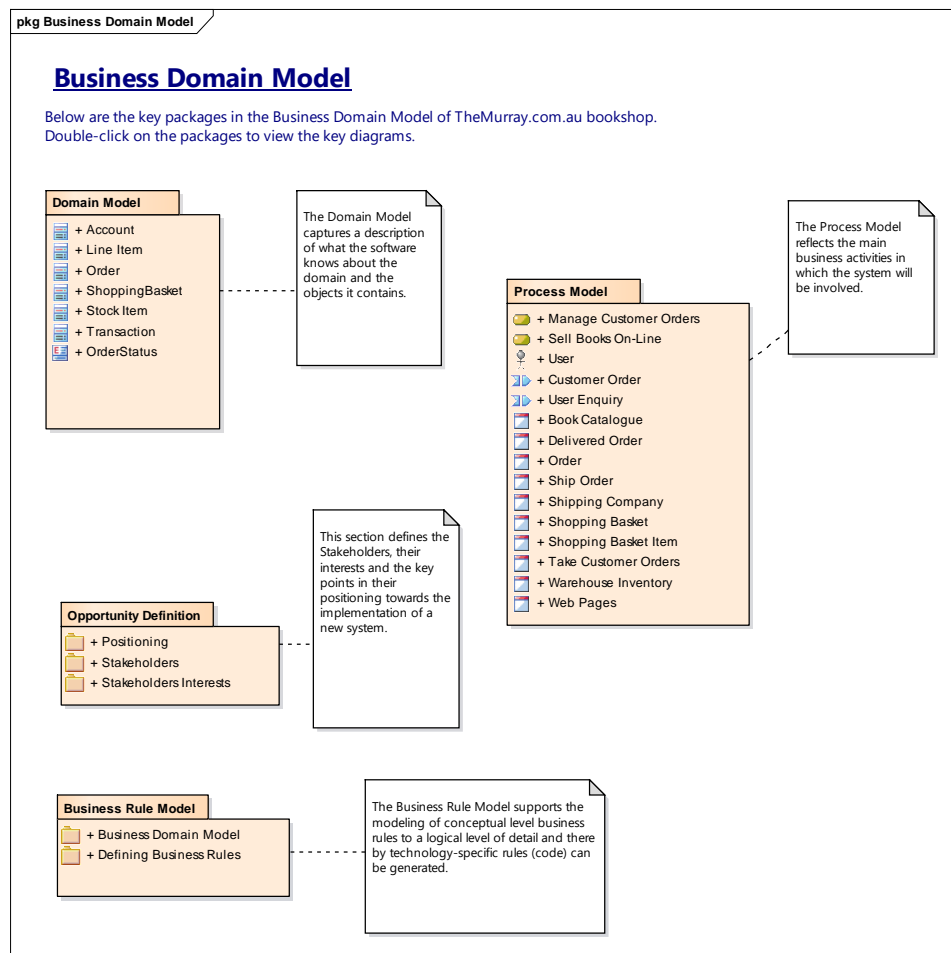 pkg Business Domain Model
Business Domain Model
Below are the key packages in the Business Domain Model of TheMurray.com.au bookshop.
Double-click on the packages to view the key diagrams.
Domain Model
+ Account
+ Line Item
+ Order
+ ShoppingBasket
+ Stock Item
+ Transaction
+ OrderStatus
The Domain Model
captures a description
of what the software
knows about the
domain and the
objects it contains.
Process Model
+ Manage Customer Orders
+ Sell Books On-Line
+ User
+ Customer Order
+ User Enquiry
+ Book Catalogue
+ Delivered Order
+ Order
+ Ship Order
+ Shipping Company
+ Shopping Basket
+ Shopping Basket Item
+ Take Customer Orders
+ Warehouse Inventory
+ Web Pages
The Process Model
reflects the main
business activities in
which the system will
be involved.
Opportunity Definition
+ Positioning
+ Stakeholders
+ Stakeholders Interests
This section defines the
Stakeholders, their
interests and the key
points in their
positioning towards the
implementation of a
new system.
Business Rule Model
+ Business Domain Model
+ Defining Business Rules
The Business Rule Model supports the
modeling of conceptual level business
rules to a logical level of detail and there
by technology-specific rules (code) can
be generated.